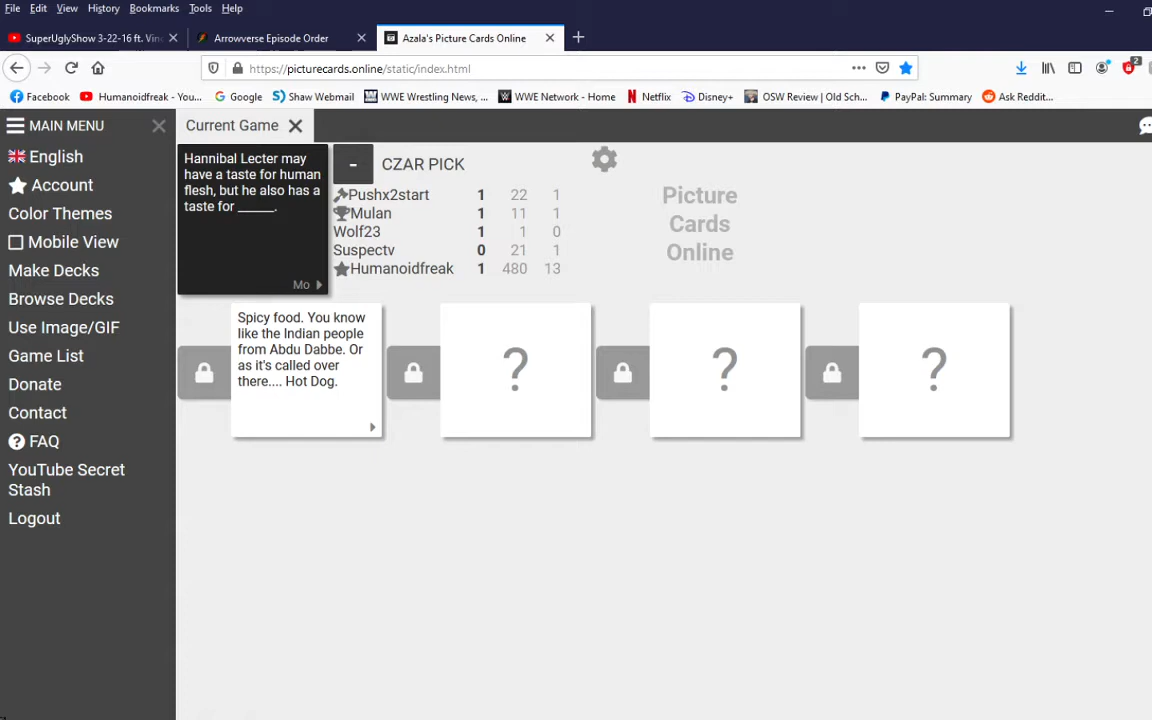 File Edit View History Bookmarks Tools Help
SuperUglyShow 3-22-16 ft. Vin
Arrowverse Episode Order
Azala's Picture Cards Online
https://picturecards.online/static/index.html
2
Facebook
Humanoidfreak - You...
Google
Shaw Webmail
WWE Wrestling News, ...
WWE Network - Home
Netflix
Disney+
OSW Review | Old Sch...
PayPal: Summary
Ask Reddit...
MAIN MENU
English
Account
Color Themes
Mobile View
Make Decks
Browse Decks
Use Image/GIF
Game List
Donate
Contact
FAQ
YouTube Secret
Stash
Logout
Current Game
Hannibal Lecter may
have a taste for human
flesh, but he also has a
taste for ______.
Mo
- CZAR PICK
Pushx2start 1 22 1
Mulan 1 11 1
Wolf23 1 1 0
Suspectv 0 21 1
Humanoidfreak 1 480 13
Picture
Cards
Online
Spicy food. You know
like the Indian people
from Abdu Dabbe. Or
as it's called over
there.... Hot Dog.
?
?
?